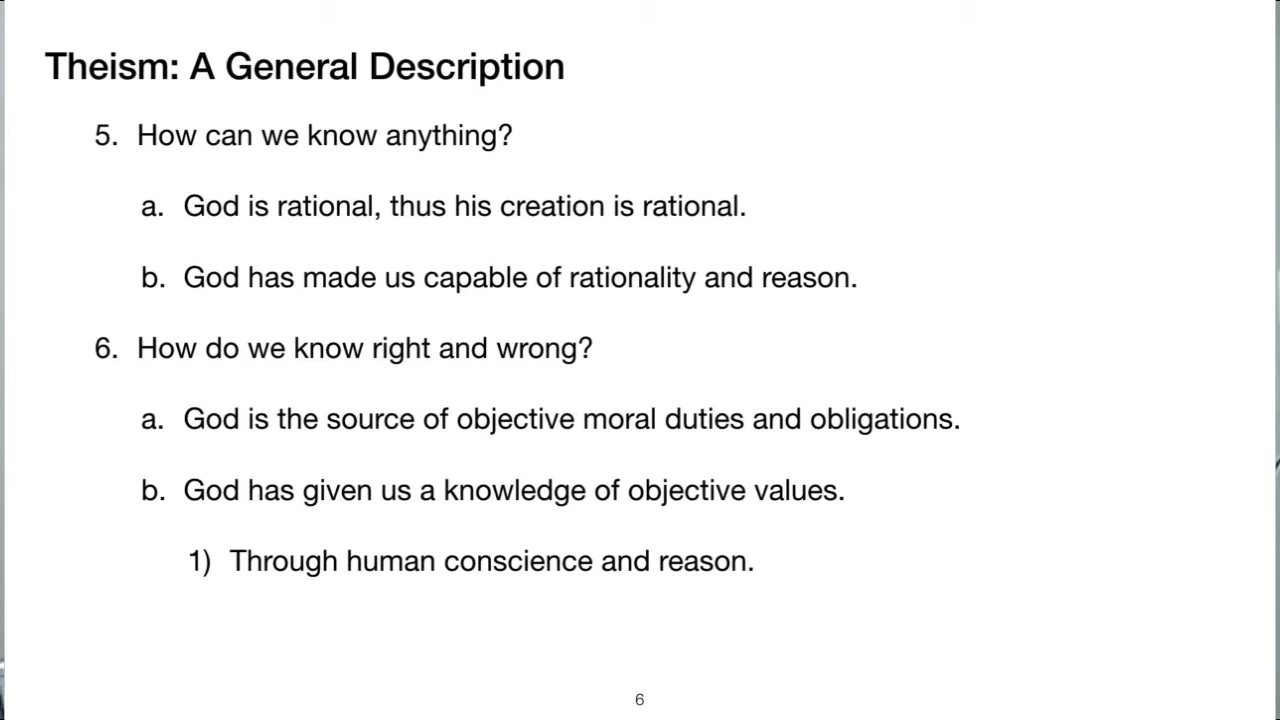 Theism: A General Description
5. How can we know anything?
a. God is rational, thus his creation is rational.
b. God has made us capable of rationality and reason.
6. How do we know right and wrong?
a. God is the source of objective moral duties and obligations.
b. God has given us a knowledge of objective values.
1) Through human conscience and reason.
6